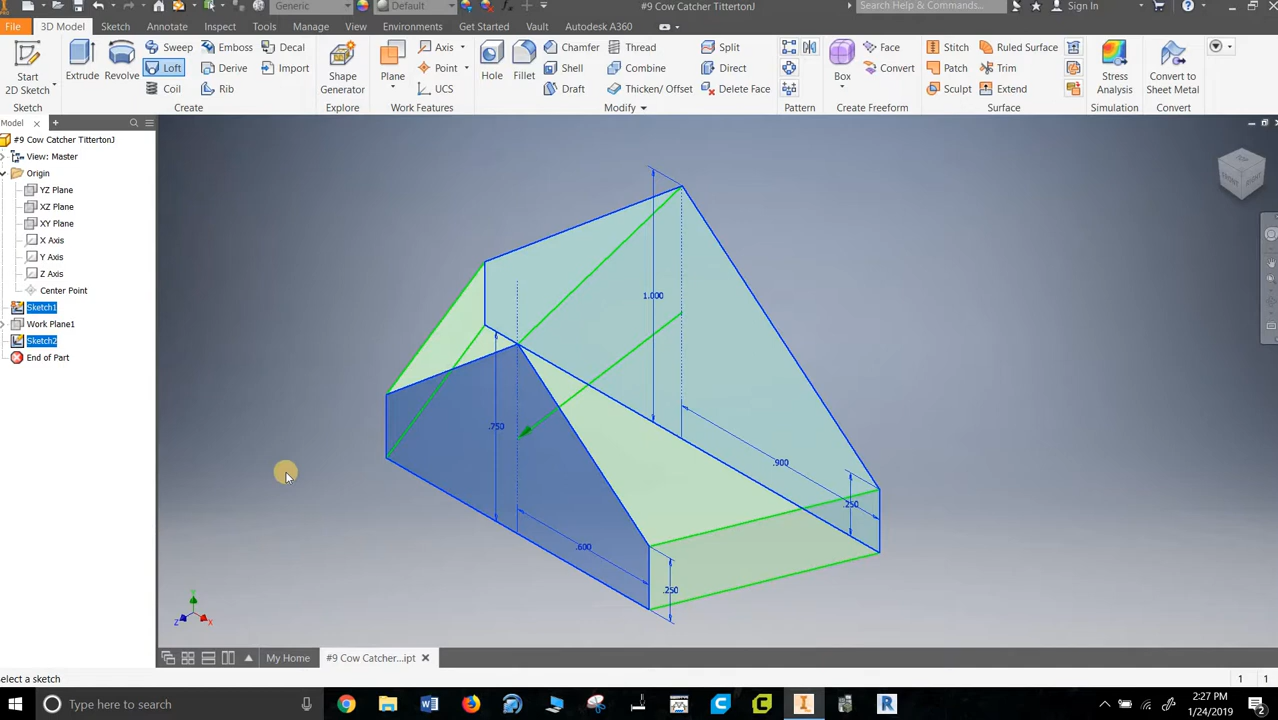 Generic
Default
#9 Cow Catcher TittertonJ
Search Help & Commands...
Sign In
File
3D Model
Sketch
Annotate
Inspect
Tools
Manage
View
Environments
Get Started
Vault
Autodesk A360
Start
2D Sketch
Extrude
Revolve
Sweep
Loft
Coil
Emboss
Derive
Rib
Decal
Import
Shape
Generator
Plane
Axis
Point
UCS
Hole
Fillet
Chamfer
Shell
Draft
Thread
Combine
Thicken/ Offset
Split
Direct
Delete Face
Box
Face
Convert
Stitch
Patch
Sculpt
Ruled Surface
Trim
Extend
Stress
Analysis
Convert to
Sheet Metal
Sketch
Create
Explore
Work Features
Modify
Pattern
Create Freeform
Surface
Simulation
Convert
Model
#9 Cow Catcher TittertonJ
View: Master
Origin
YZ Plane
XZ Plane
XY Plane
X Axis
Y Axis
Z Axis
Center Point
Sketch1
Work Plane1
Sketch2
End of Part
TOP
FRONT
RIGHT
1.000
.750
.900
.250
.600
.250
Y
Z
X
My Home
#9 Cow Catcher...ipt
elect a sketch
1
1
Type here to search
2:27 PM
1/24/2019
2